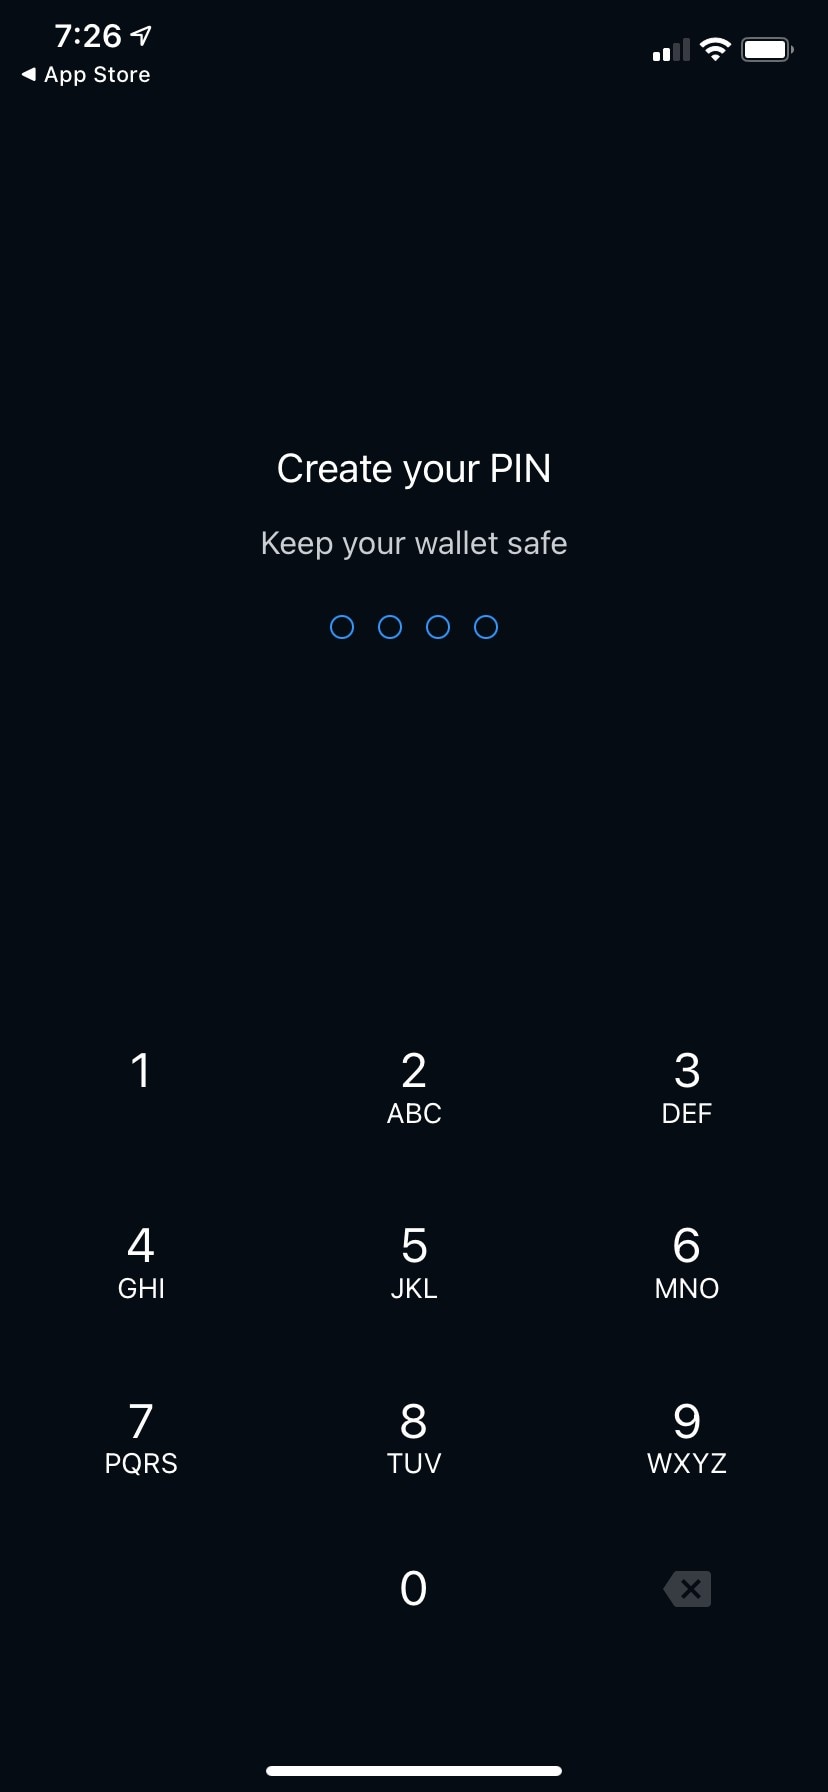 7:26
App Store
Create your PIN
Keep your wallet safe
1 2 3
ABC DEF
4 5 6
GHI JKL MNO
7 8 9
PQRS TUV WXYZ
0